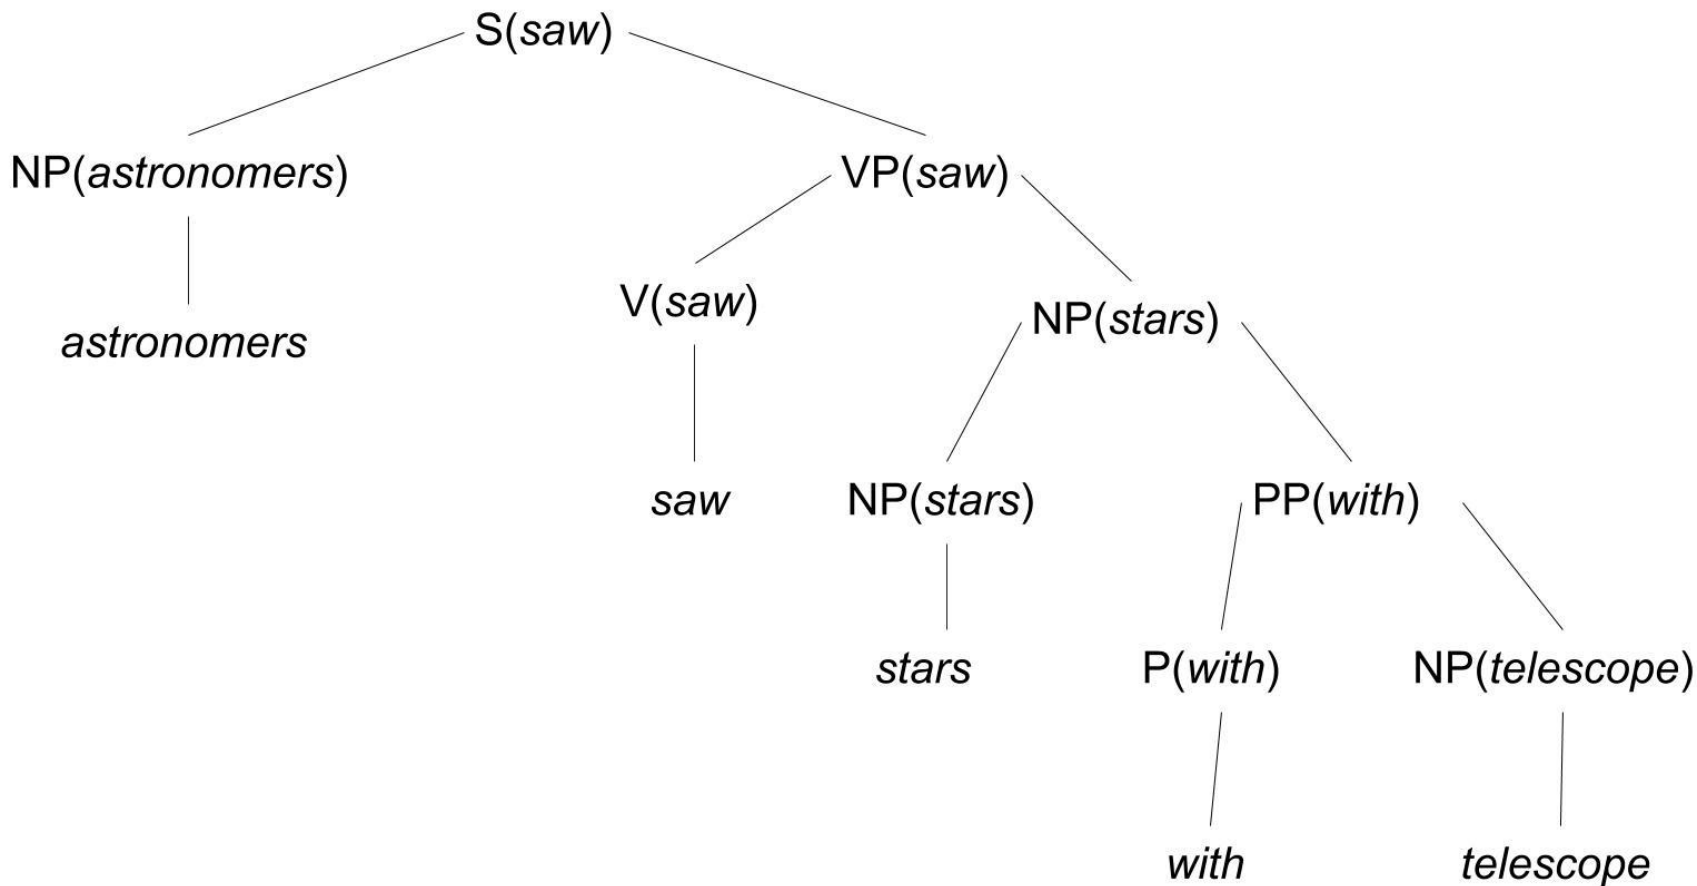 S(saw)
NP(astronomers) VP(saw)
V(saw) NP(stars)
astronomers
saw NP(stars) PP(with)
stars P(with) NP(telescope)
with telescope